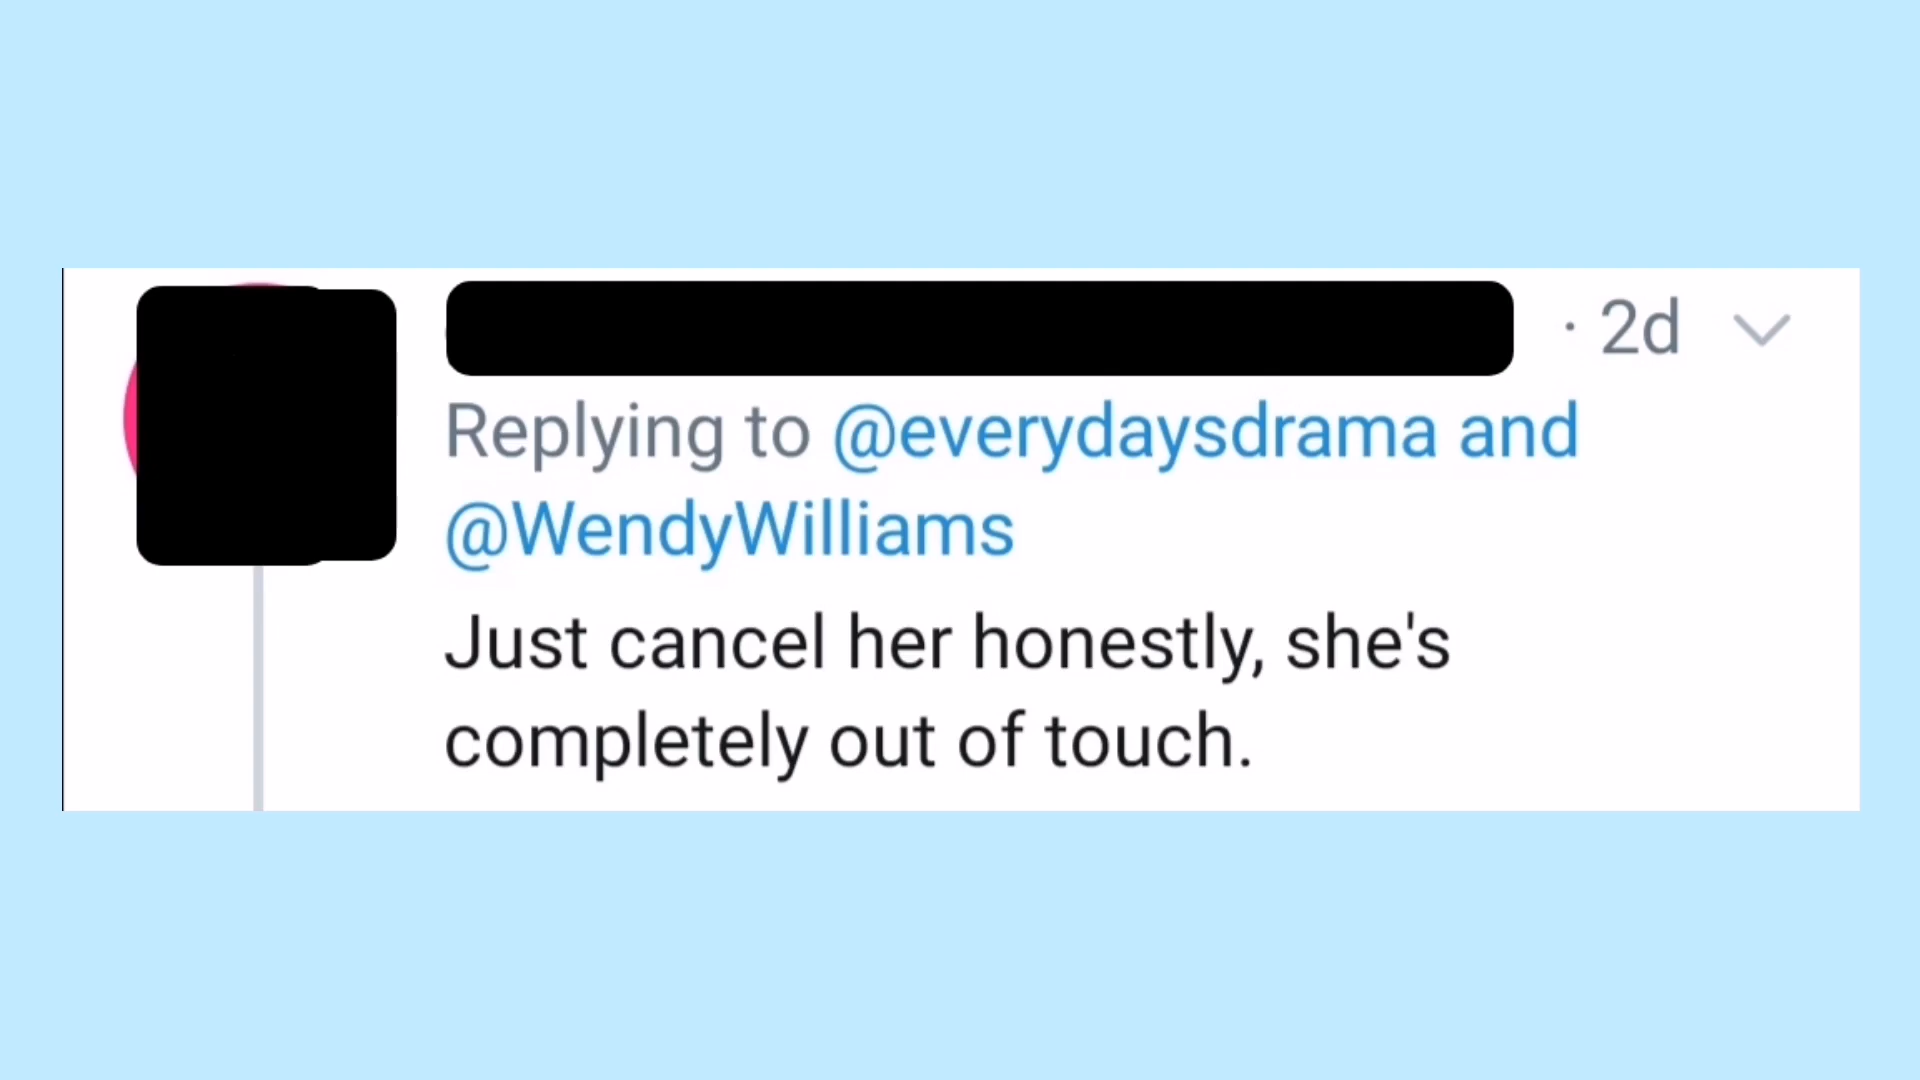 · 2d
Replying to @everydaysdrama and
@WendyWilliams
Just cancel her honestly, she's
completely out of touch.